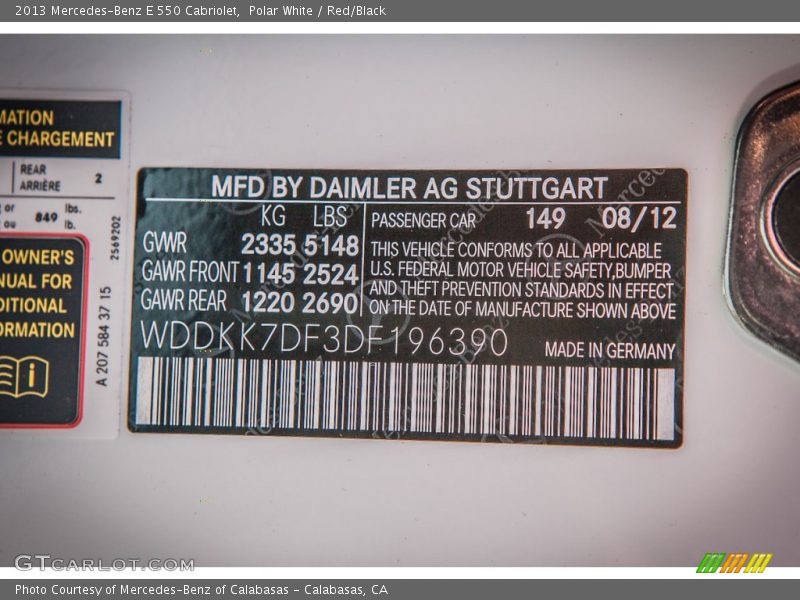 2013 Mercedes-Benz E 550 Cabriolet,  Polar White / Red/Black
MATION
E CHARGEMENT
REAR 2
ARRIÈRE
or 849 lbs.
ou lb.
2569202
OWNER'S
NUAL FOR
DITIONAL
ORMATION
A 207 584 37 15
MFD BY DAIMLER AG STUTTGART
KG LBS
GWR 2335 5148
GAWR FRONT 1145 2524
GAWR REAR 1220 2690
PASSENGER CAR 149 08/12
THIS VEHICLE CONFORMS TO ALL APPLICABLE
U.S. FEDERAL MOTOR VEHICLE SAFETY,BUMPER
AND THEFT PREVENTION STANDARDS IN EFFECT
ON THE DATE OF MANUFACTURE SHOWN ABOVE
WDDKK7DF3DF196390 MADE IN GERMANY
GTCARLOT.COM
Photo Courtesy of Mercedes-Benz of Calabasas - Calabasas, CA